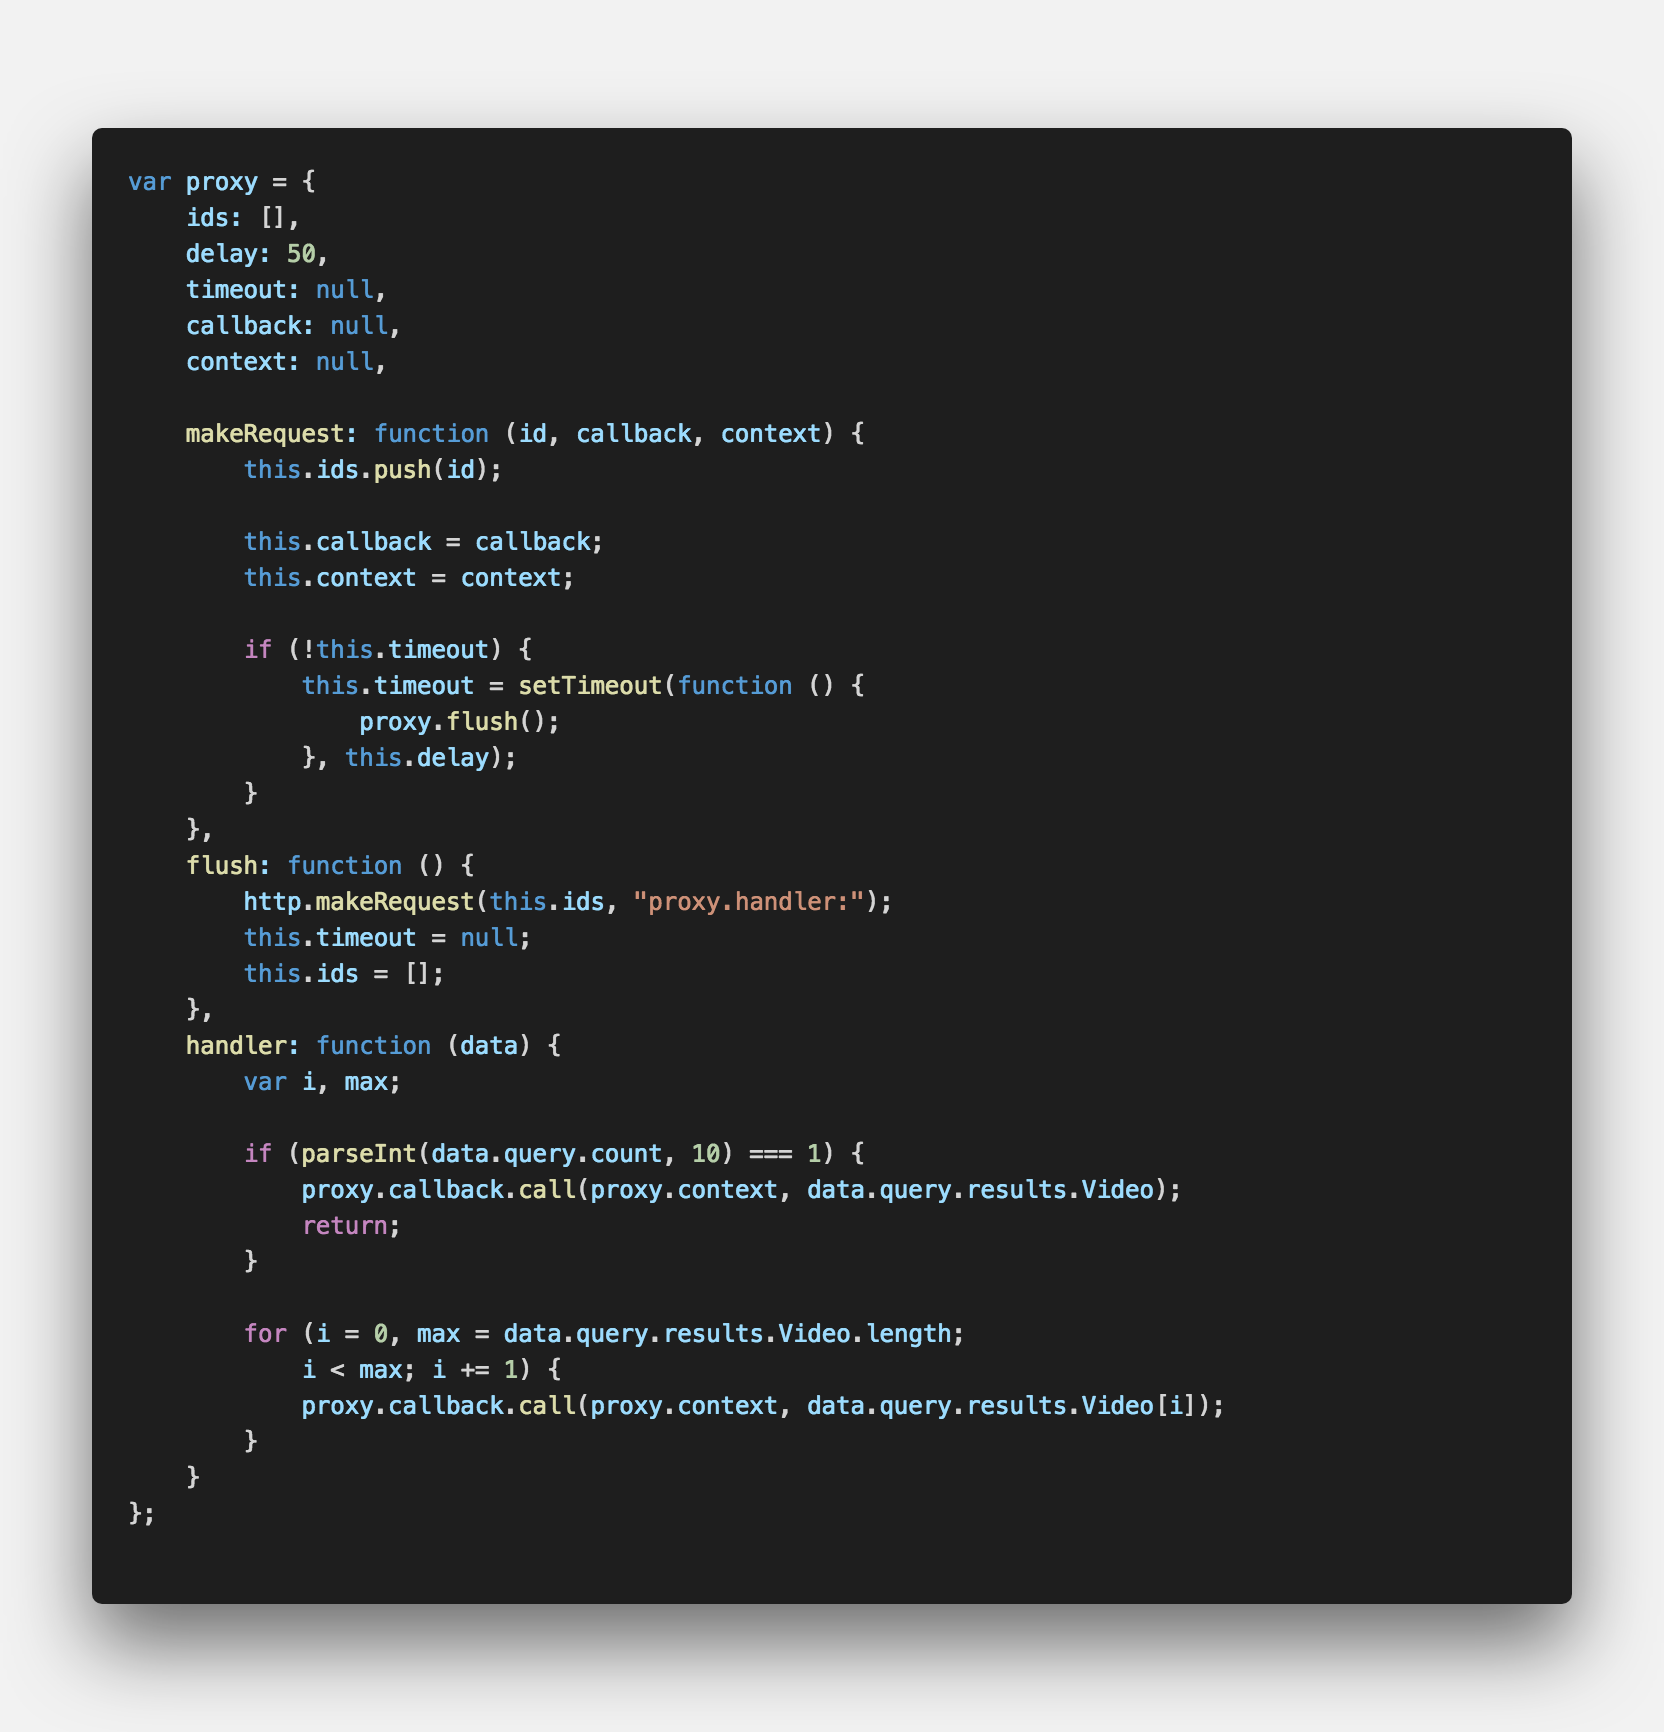 var proxy = {
    ids: [],
    delay: 50,
    timeout: null,
    callback: null,
    context: null,

    makeRequest: function (id, callback, context) {
        this.ids.push(id);

        this.callback = callback;
        this.context = context;

        if (!this.timeout) {
            this.timeout = setTimeout(function () {
                proxy.flush();
            }, this.delay);
        }
    },
    flush: function () {
        http.makeRequest(this.ids, "proxy.handler:");
        this.timeout = null;
        this.ids = [];
    },
    handler: function (data) {
        var i, max;

        if (parseInt(data.query.count, 10) === 1) {
            proxy.callback.call(proxy.context, data.query.results.Video);
            return;
        }

        for (i = 0, max = data.query.results.Video.length;
            i < max; i += 1) {
            proxy.callback.call(proxy.context, data.query.results.Video[i]);
        }
    }
};